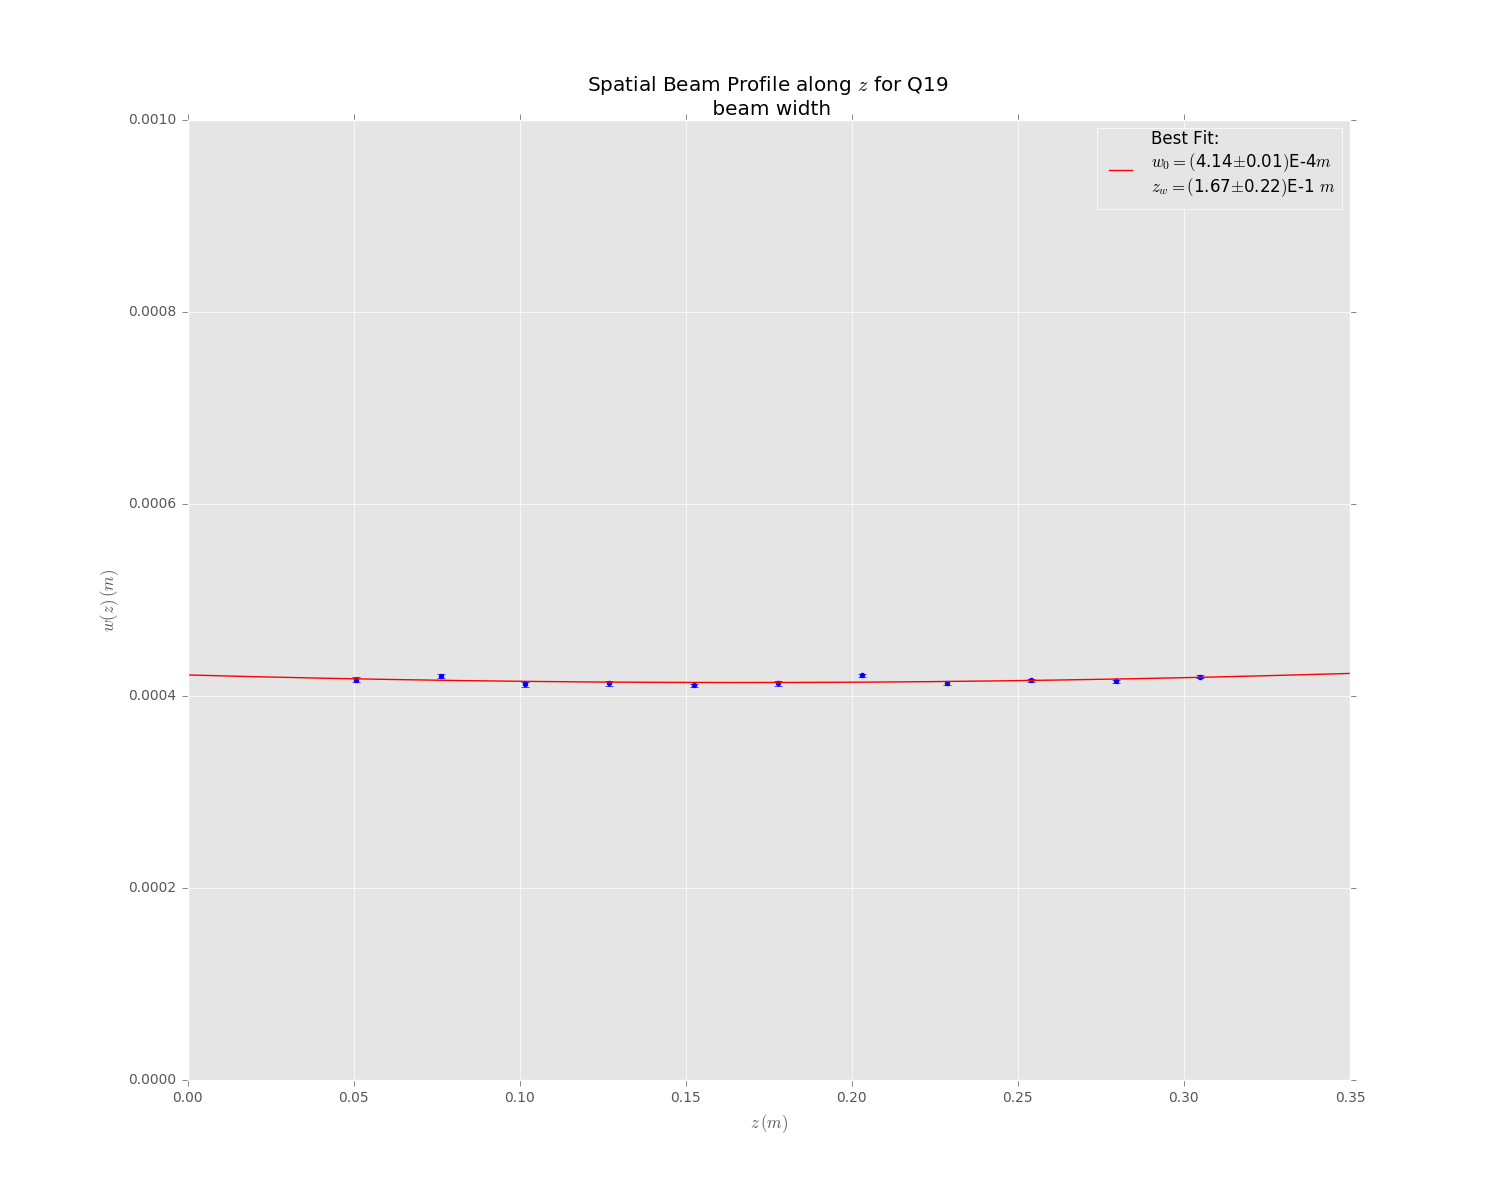 Spatial Beam Profile along z for Q19
beam width
Best Fit:
w₀ = (4.14±0.01)E-4m
z_w = (1.67±0.22)E-1 m
0.0010
0.0008
0.0006
0.0004
0.0002
0.0000
w(z) (m)
0.00 0.05 0.10 0.15 0.20 0.25 0.30 0.35
z (m)